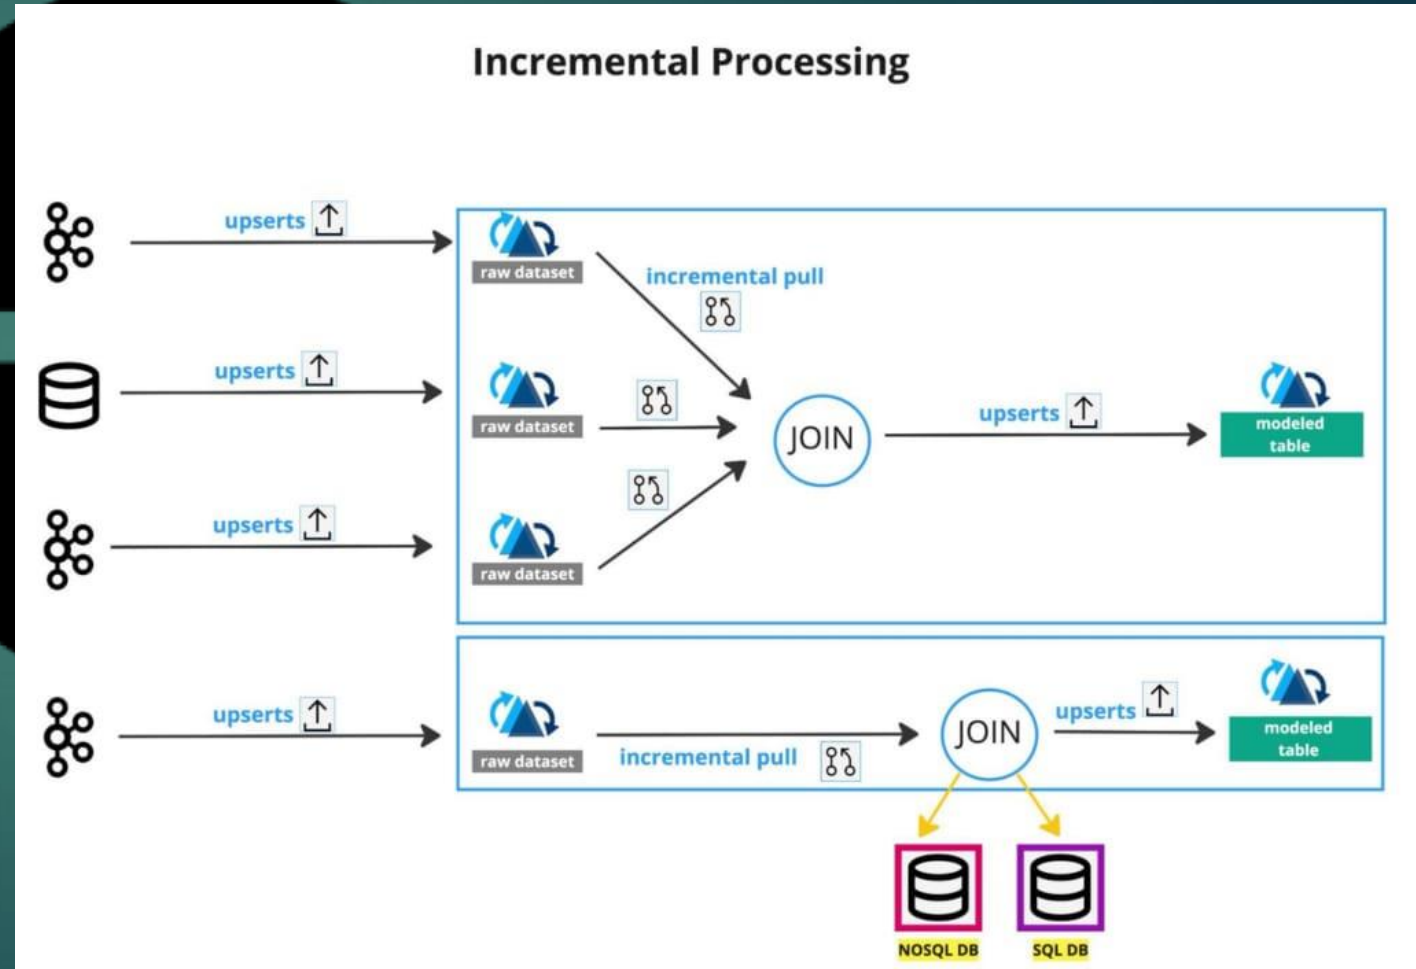 Incremental Processing
upserts
raw dataset
incremental pull
upserts
raw dataset
JOIN
upserts
modeled
table
upserts
raw dataset
upserts
raw dataset
incremental pull
JOIN
upserts
modeled
table
NOSQL DB
SQL DB